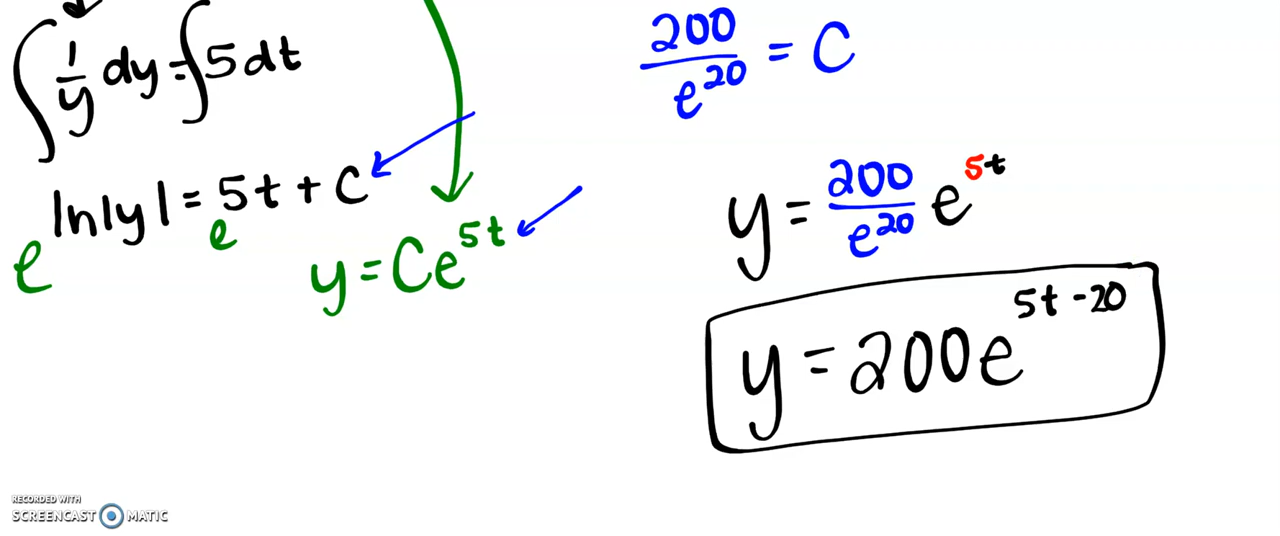 ∫ 1/y dy = ∫ 5 dt
ln|y| = 5t + C
e e
y = Ce^{5t}
200/e^{20} = C
y = 200/e^{20} e^{5t}
y = 200e^{5t - 20}
RECORDED WITH
SCREENCAST MATIC